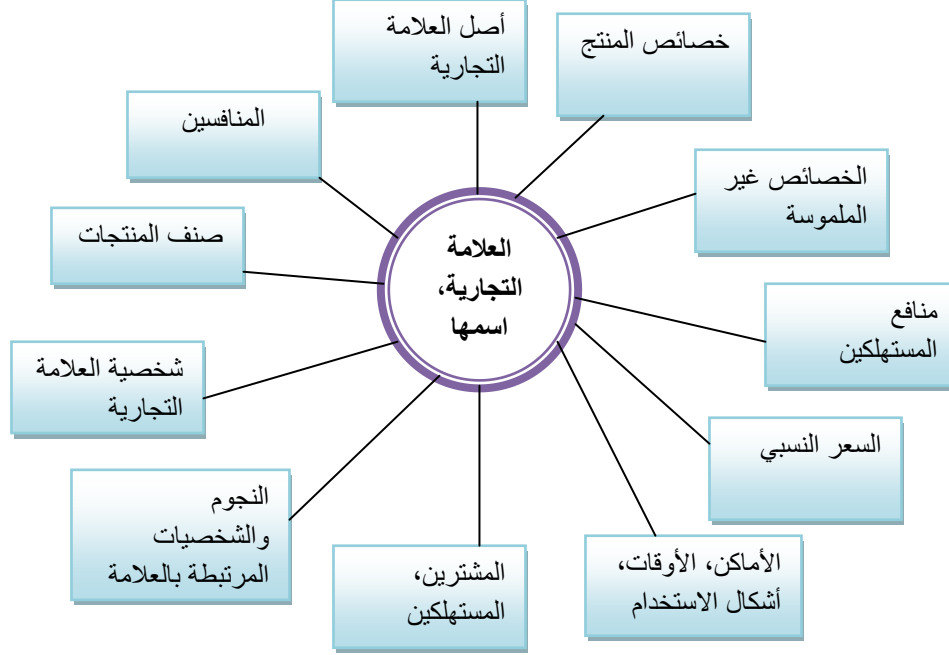 أصل العلامة
التجارية
خصائص المنتج
المنافسين
الخصائص غير
الملموسة
صنف المنتجات
العلامة
التجارية،
اسمها
منافع
المستهلكين
شخصية العلامة
التجارية
السعر النسبي
النجوم
والشخصيات
المرتبطة بالعلامة
المشترين،
المستهلكين
الأماكن، الأوقات،
أشكال الاستخدام